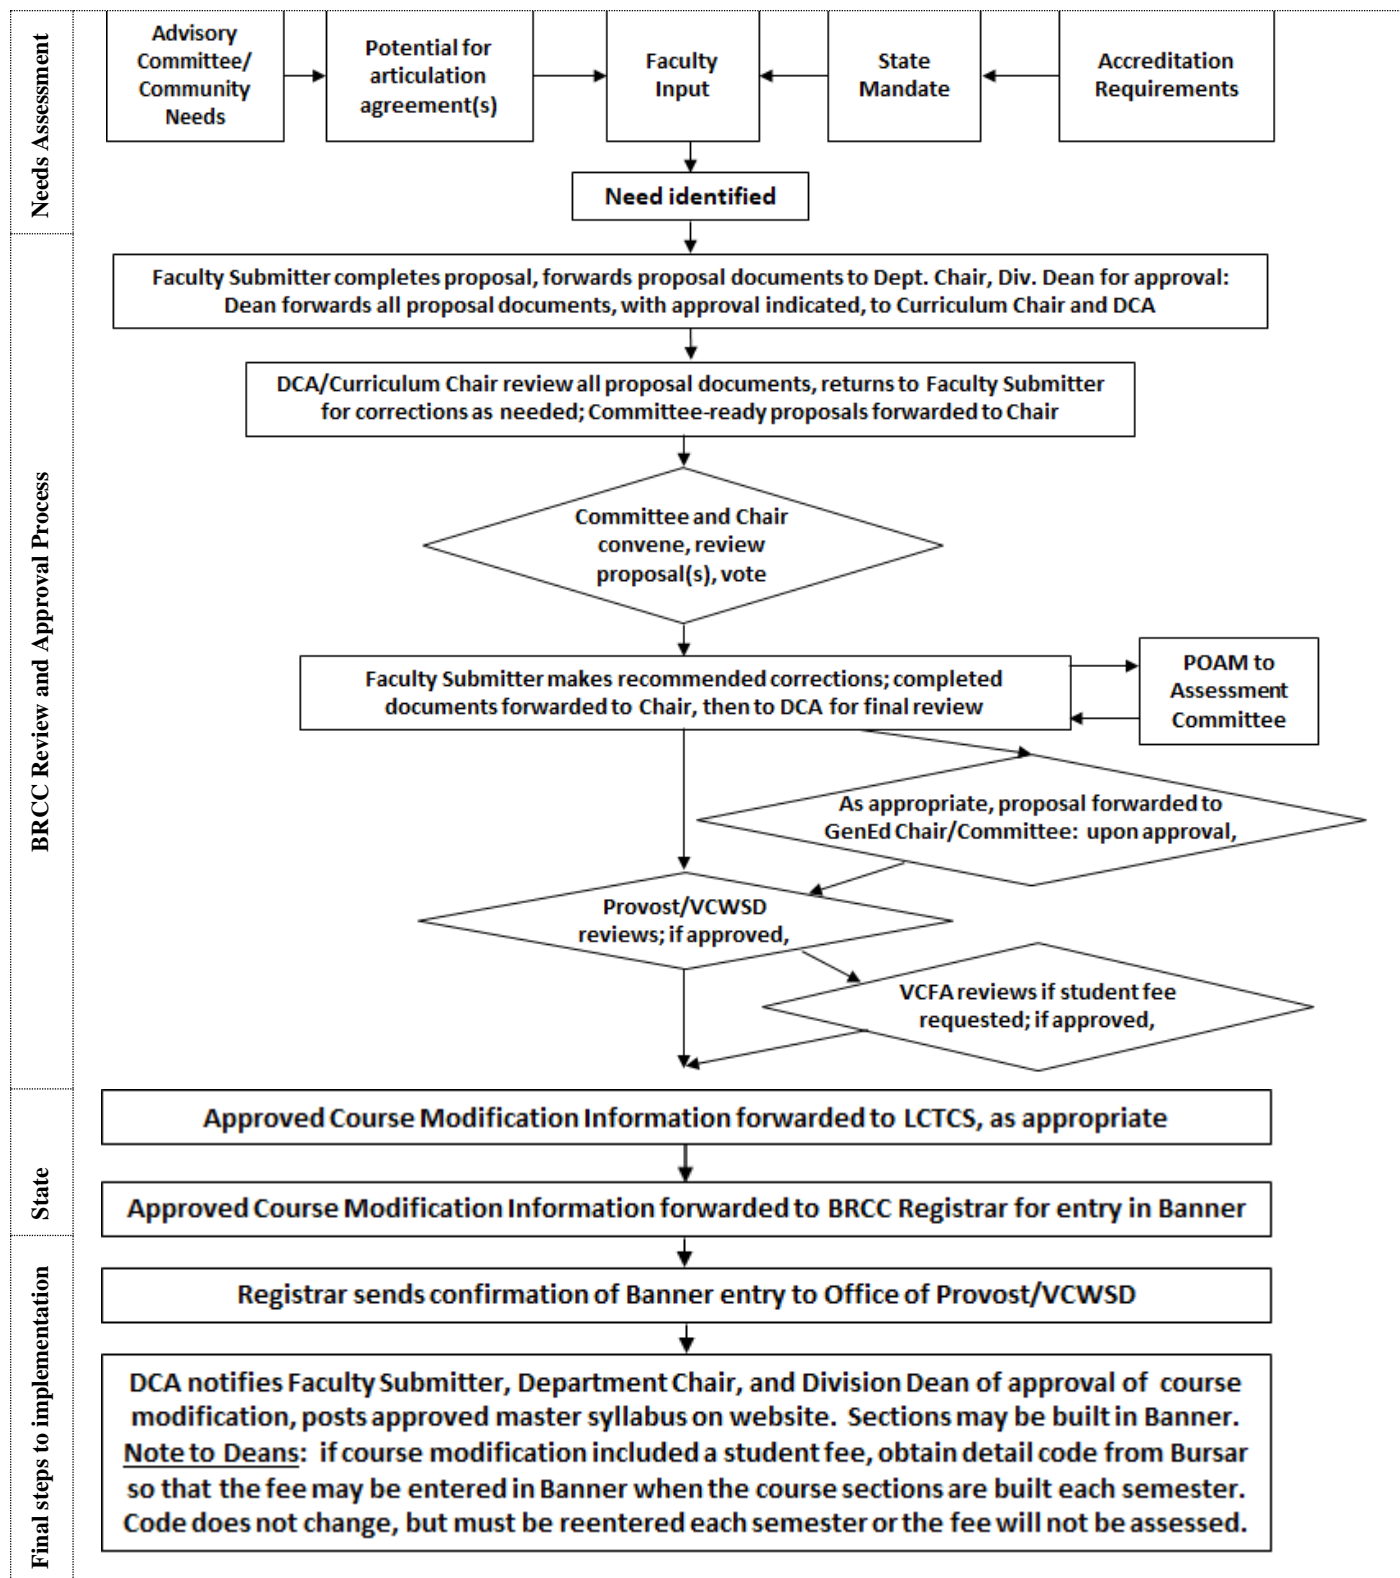 Needs Assessment
Advisory
Committee/
Community
Needs
Potential for
articulation
agreement(s)
Faculty
Input
State
Mandate
Accreditation
Requirements
Need identified
BRCC Review and Approval Process
Faculty Submitter completes proposal, forwards proposal documents to Dept. Chair, Div. Dean for approval:
Dean forwards all proposal documents, with approval indicated, to Curriculum Chair and DCA
DCA/Curriculum Chair review all proposal documents, returns to Faculty Submitter
for corrections as needed; Committee-ready proposals forwarded to Chair
Committee and Chair
convene, review
proposal(s), vote
Faculty Submitter makes recommended corrections; completed
documents forwarded to Chair, then to DCA for final review
POAM to
Assessment
Committee
As appropriate, proposal forwarded to
GenEd Chair/Committee: upon approval,
Provost/VCWSD
reviews; if approved,
VCFA reviews if student fee
requested; if approved,
State
Approved Course Modification Information forwarded to LCTCS, as appropriate
Approved Course Modification Information forwarded to BRCC Registrar for entry in Banner
Final steps to implementation
Registrar sends confirmation of Banner entry to Office of Provost/VCWSD
DCA notifies Faculty Submitter, Department Chair, and Division Dean of approval of course
modification, posts approved master syllabus on website. Sections may be built in Banner.
Note to Deans: if course modification included a student fee, obtain detail code from Bursar
so that the fee may be entered in Banner when the course sections are built each semester.
Code does not change, but must be reentered each semester or the fee will not be assessed.